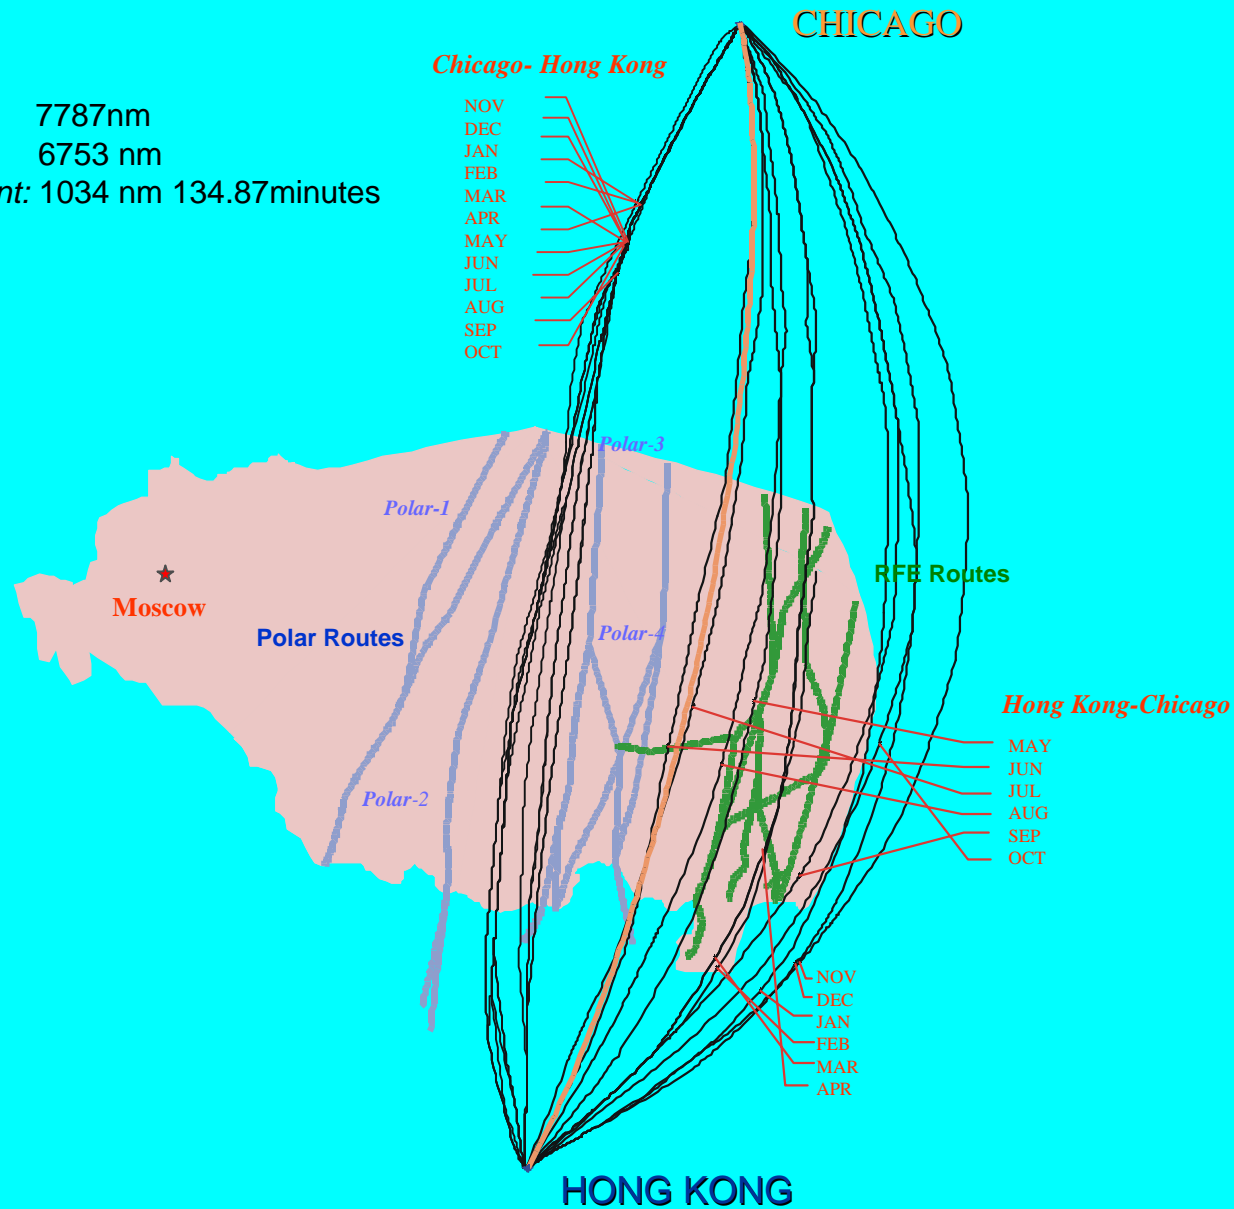 CHICAGO
Chicago- Hong Kong
7787nm
6753 nm
nt: 1034 nm 134.87minutes
NOV
DEC
JAN
FEB
MAR
APR
MAY
JUN
JUL
AUG
SEP
OCT
Polar-3
Polar-1
RFE Routes
Moscow
Polar Routes
Polar-4
Hong Kong-Chicago
MAY
JUN
JUL
AUG
SEP
OCT
Polar-2
NOV
DEC
JAN
FEB
MAR
APR
HONG KONG